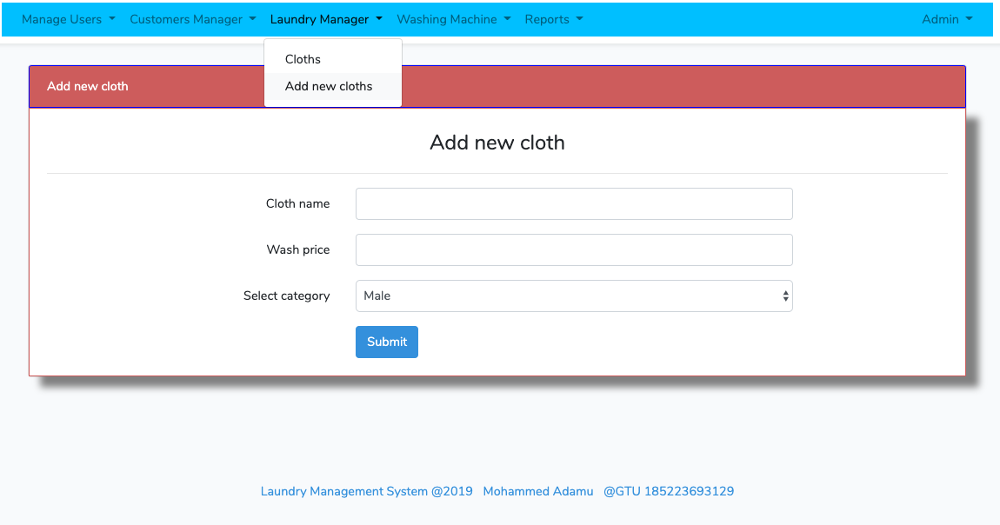 Manage Users Customers Manager Laundry Manager Washing Machine Reports Admin
Cloths
Add new cloths
Add new cloth
Add new cloth
Cloth name
Wash price
Select category Male
Submit
Laundry Management System @2019 Mohammed Adamu @GTU 185223693129